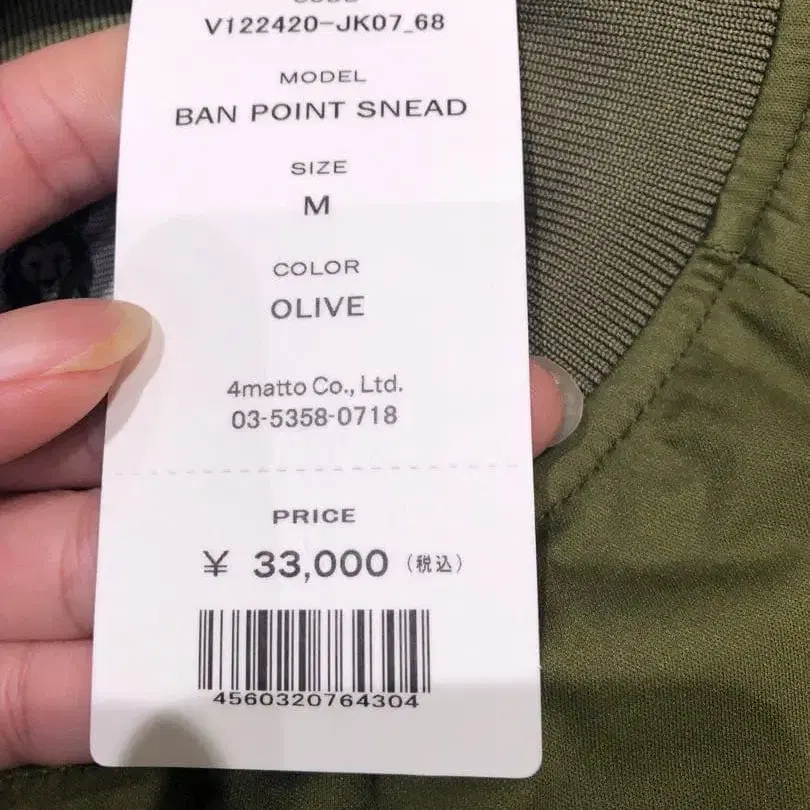 CODE
V122420-JK07_68
MODEL
BAN POINT SNEAD
SIZE
M
COLOR
OLIVE
4matto Co., Ltd.
03-5358-0718
PRICE
¥ 33,000（税込）
4560320764304